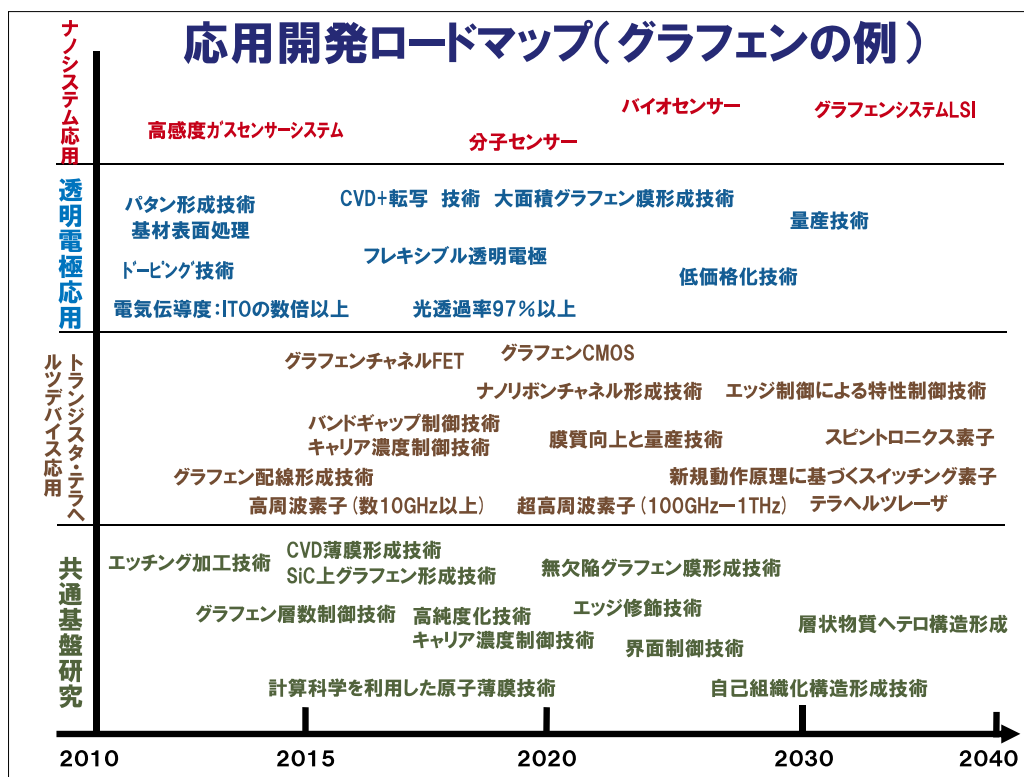 応用開発ロードマップ(グラフェンの例)
ナノシステム応用
高感度ガスセンサーシステム
分子センサー
バイオセンサー
グラフェンシステムLSI
透明電極応用
パタン形成技術
基材表面処理
CVD+転写 技術
大面積グラフェン膜形成技術
量産技術
ドーピング技術
フレキシブル透明電極
低価格化技術
電気伝導度:ITOの数倍以上
光透過率97%以上
トランジスタ・テラヘ
ルツデバイス応用
グラフェンチャネルFET
グラフェンCMOS
ナノリボンチャネル形成技術
エッジ制御による特性制御技術
バンドギャップ制御技術
キャリア濃度制御技術
膜質向上と量産技術
スピントロニクス素子
グラフェン配線形成技術
新規動作原理に基づくスイッチング素子
高周波素子(数10GHz以上)
超高周波素子(100GHzー1THz)
テラヘルツレーザ
共通基盤研究
エッチング加工技術
CVD薄膜形成技術
SiC上グラフェン形成技術
無欠陥グラフェン膜形成技術
グラフェン層数制御技術
高純度化技術
キャリア濃度制御技術
エッジ修飾技術
界面制御技術
層状物質ヘテロ構造形成
計算科学を利用した原子薄膜技術
自己組織化構造形成技術
2010
2015
2020
2030
2040